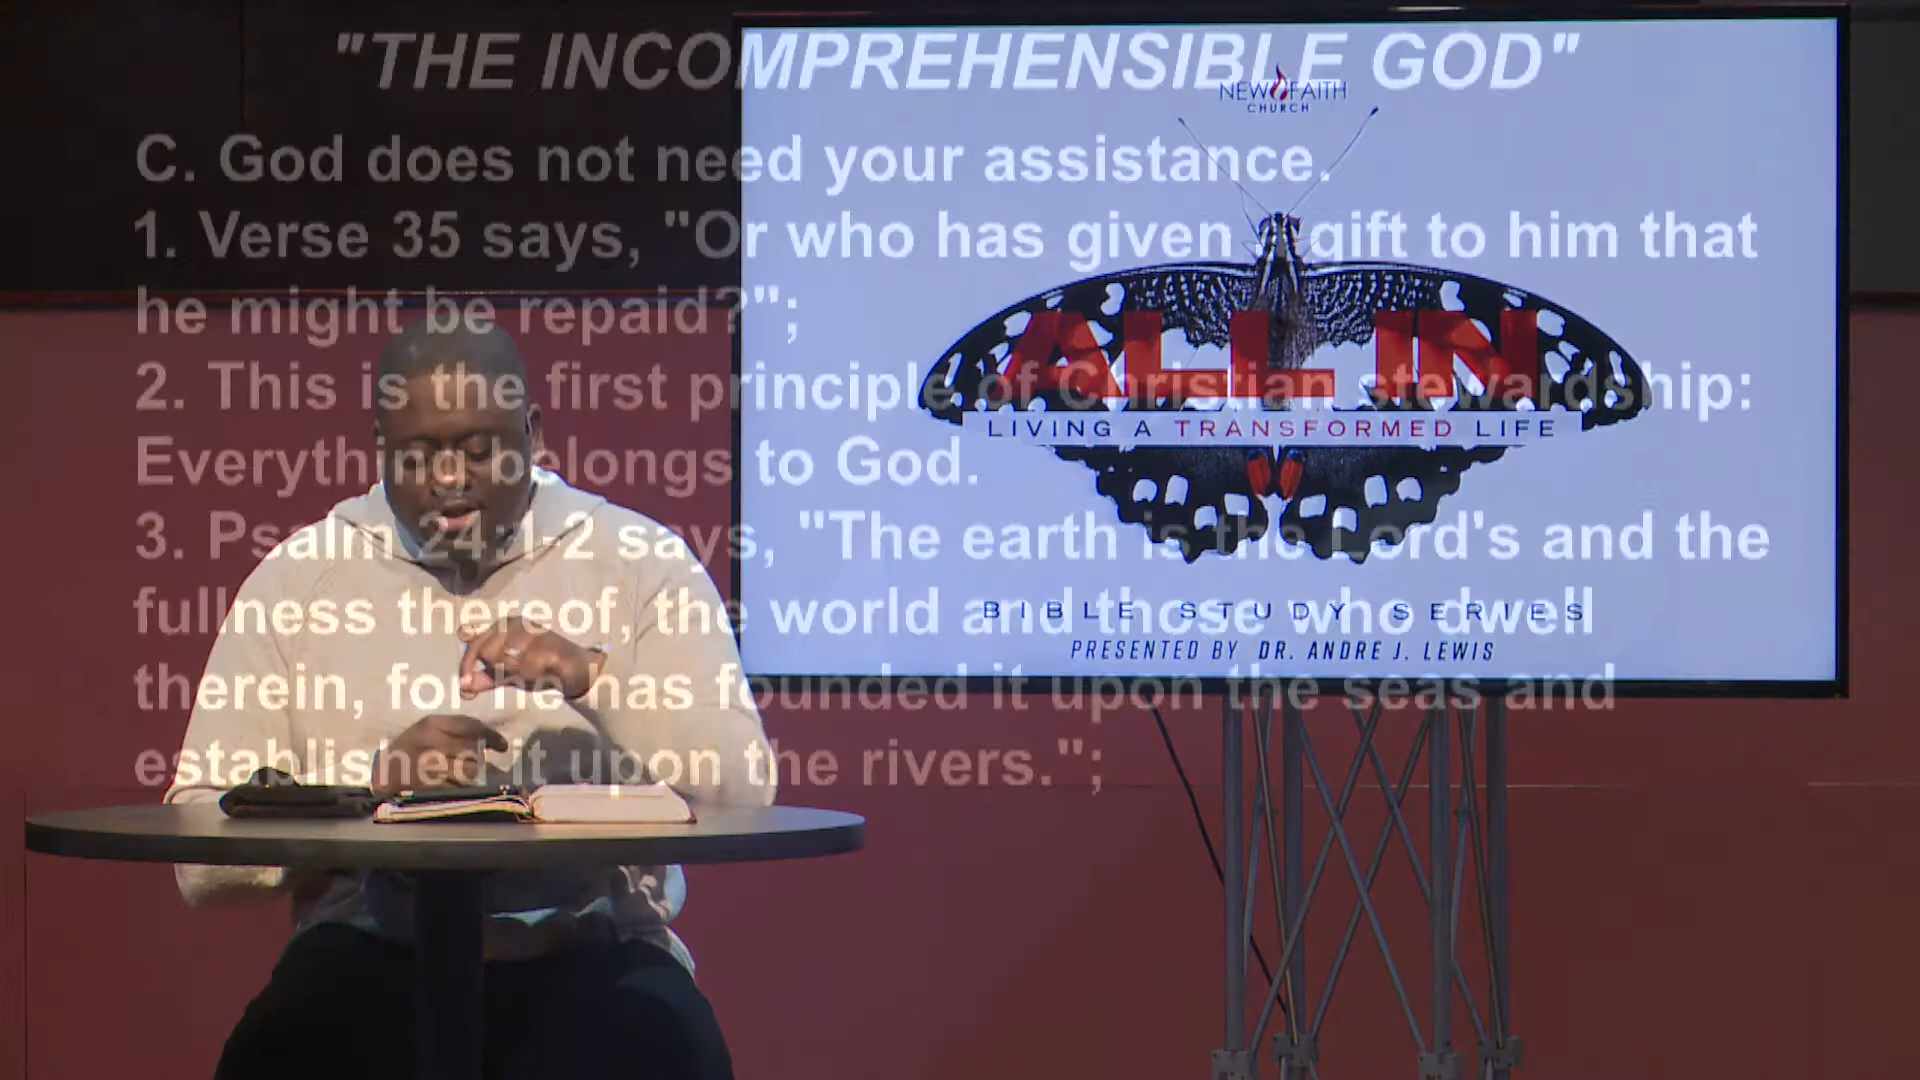 "THE INCOMPREHENSIBLE GOD"
C. God does not need your assistance.
1. Verse 35 says, "Or who has given a gift to him that
he might be repaid?";
2. This is the first principle of Christian stewardship:
Everything belongs to God.
3. Psalm 24:1-2 says, "The earth is the Lord's and the
fullness thereof, the world and those who dwell
therein, for he has founded it upon the seas and
established it upon the rivers.";
NEW FAITH
CHURCH
ALL IN
LIVING A TRANSFORMED LIFE
BIBLE STUDY SERIES
PRESENTED BY DR. ANDRE J. LEWIS